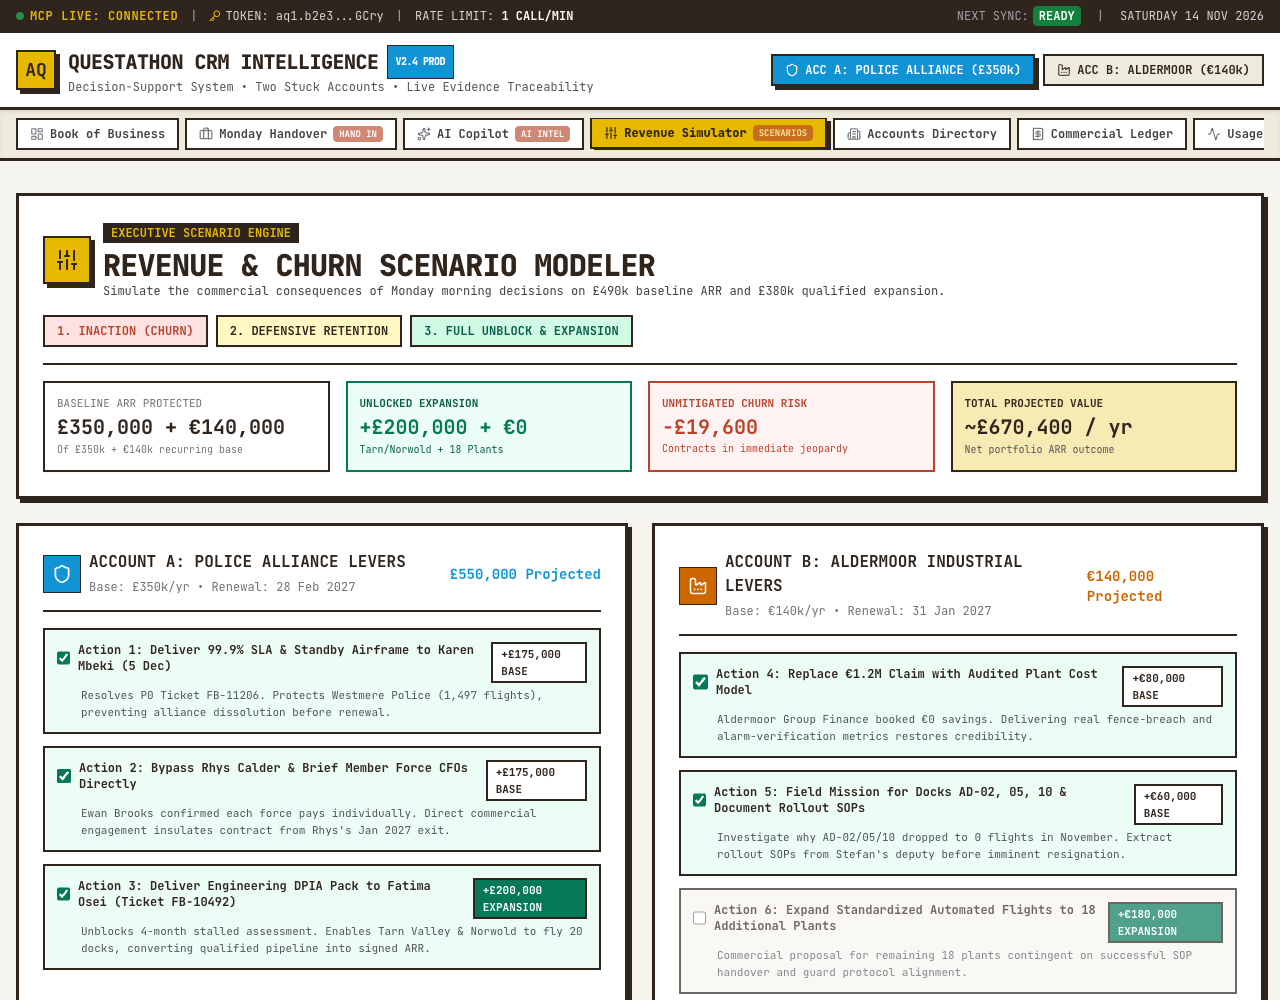 MCP LIVE: CONNECTED | TOKEN: aq1.b2e3...GCry | RATE LIMIT: 1 CALL/MIN
NEXT SYNC: READY | SATURDAY 14 NOV 2026
AQ
QUESTATHON CRM INTELLIGENCE V2.4 PROD
Decision-Support System • Two Stuck Accounts • Live Evidence Traceability
ACC A: POLICE ALLIANCE (£350k)
ACC B: ALDERMOOR (€140k)
Book of Business
Monday Handover HAND IN
AI Copilot AI INTEL
Revenue Simulator SCENARIOS
Accounts Directory
Commercial Ledger
Usage
EXECUTIVE SCENARIO ENGINE
REVENUE & CHURN SCENARIO MODELER
Simulate the commercial consequences of Monday morning decisions on £490k baseline ARR and £380k qualified expansion.
1. INACTION (CHURN)
2. DEFENSIVE RETENTION
3. FULL UNBLOCK & EXPANSION
BASELINE ARR PROTECTED
£350,000 + €140,000
Of £350k + €140k recurring base
UNLOCKED EXPANSION
+£200,000 + €0
Tarn/Norwold + 18 Plants
UNMITIGATED CHURN RISK
-£19,600
Contracts in immediate jeopardy
TOTAL PROJECTED VALUE
~£670,400 / yr
Net portfolio ARR outcome
ACCOUNT A: POLICE ALLIANCE LEVERS
Base: £350k/yr • Renewal: 28 Feb 2027
£550,000 Projected
Action 1: Deliver 99.9% SLA & Standby Airframe to Karen
Mbeki (5 Dec)
+£175,000
BASE
Resolves P0 Ticket FB-11206. Protects Westmere Police (1,497 flights),
preventing alliance dissolution before renewal.
Action 2: Bypass Rhys Calder & Brief Member Force CFOs
Directly
+£175,000
BASE
Ewan Brooks confirmed each force pays individually. Direct commercial
engagement insulates contract from Rhys's Jan 2027 exit.
Action 3: Deliver Engineering DPIA Pack to Fatima
Osei (Ticket FB-10492)
+£200,000
EXPANSION
Unblocks 4-month stalled assessment. Enables Tarn Valley & Norwold to fly 20
docks, converting qualified pipeline into signed ARR.
ACCOUNT B: ALDERMOOR INDUSTRIAL
LEVERS
Base: €140k/yr • Renewal: 31 Jan 2027
€140,000
Projected
Action 4: Replace €1.2M Claim with Audited Plant Cost
Model
+€80,000
BASE
Aldermoor Group Finance booked €0 savings. Delivering real fence-breach and
alarm-verification metrics restores credibility.
Action 5: Field Mission for Docks AD-02, 05, 10 &
Document Rollout SOPs
+€60,000
BASE
Investigate why AD-02/05/10 dropped to 0 flights in November. Extract
rollout SOPs from Stefan's deputy before imminent resignation.
Action 6: Expand Standardized Automated Flights to 18
Additional Plants
+€180,000
EXPANSION
Commercial proposal for remaining 18 plants contingent on successful SOP
handover and guard protocol alignment.